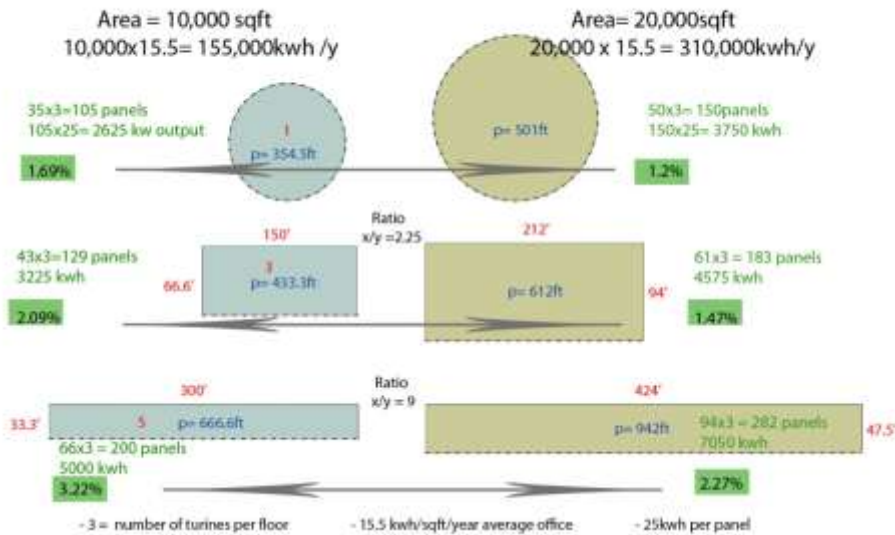 Area = 10,000 sqft
10,000x15.5= 155,000kwh /y
Area= 20,000sqft
20,000 x 15.5 = 310,000kwh/y
35x3=105 panels
105x25= 2625 kw output
1.69%
1
p= 354.5ft
p= 501ft
50x3= 150panels
150x25= 3750 kwh
1.2%
Ratio
x/y =2.25
150'
212'
43x3=129 panels
3225 kwh
2.09%
66.6'
3
p= 433.3ft
p= 612ft
94'
61x3 = 183 panels
4575 kwh
1.47%
Ratio
x/y = 9
300'
424'
33.3'
5
p= 666.6ft
p= 942ft
94x3 = 282 panels
7050 kwh
47.5'
66x3 = 200 panels
5000 kwh
3.22%
2.27%
- 3 = number of turines per floor
- 15.5 kwh/sqft/year average office
- 25kwh per panel